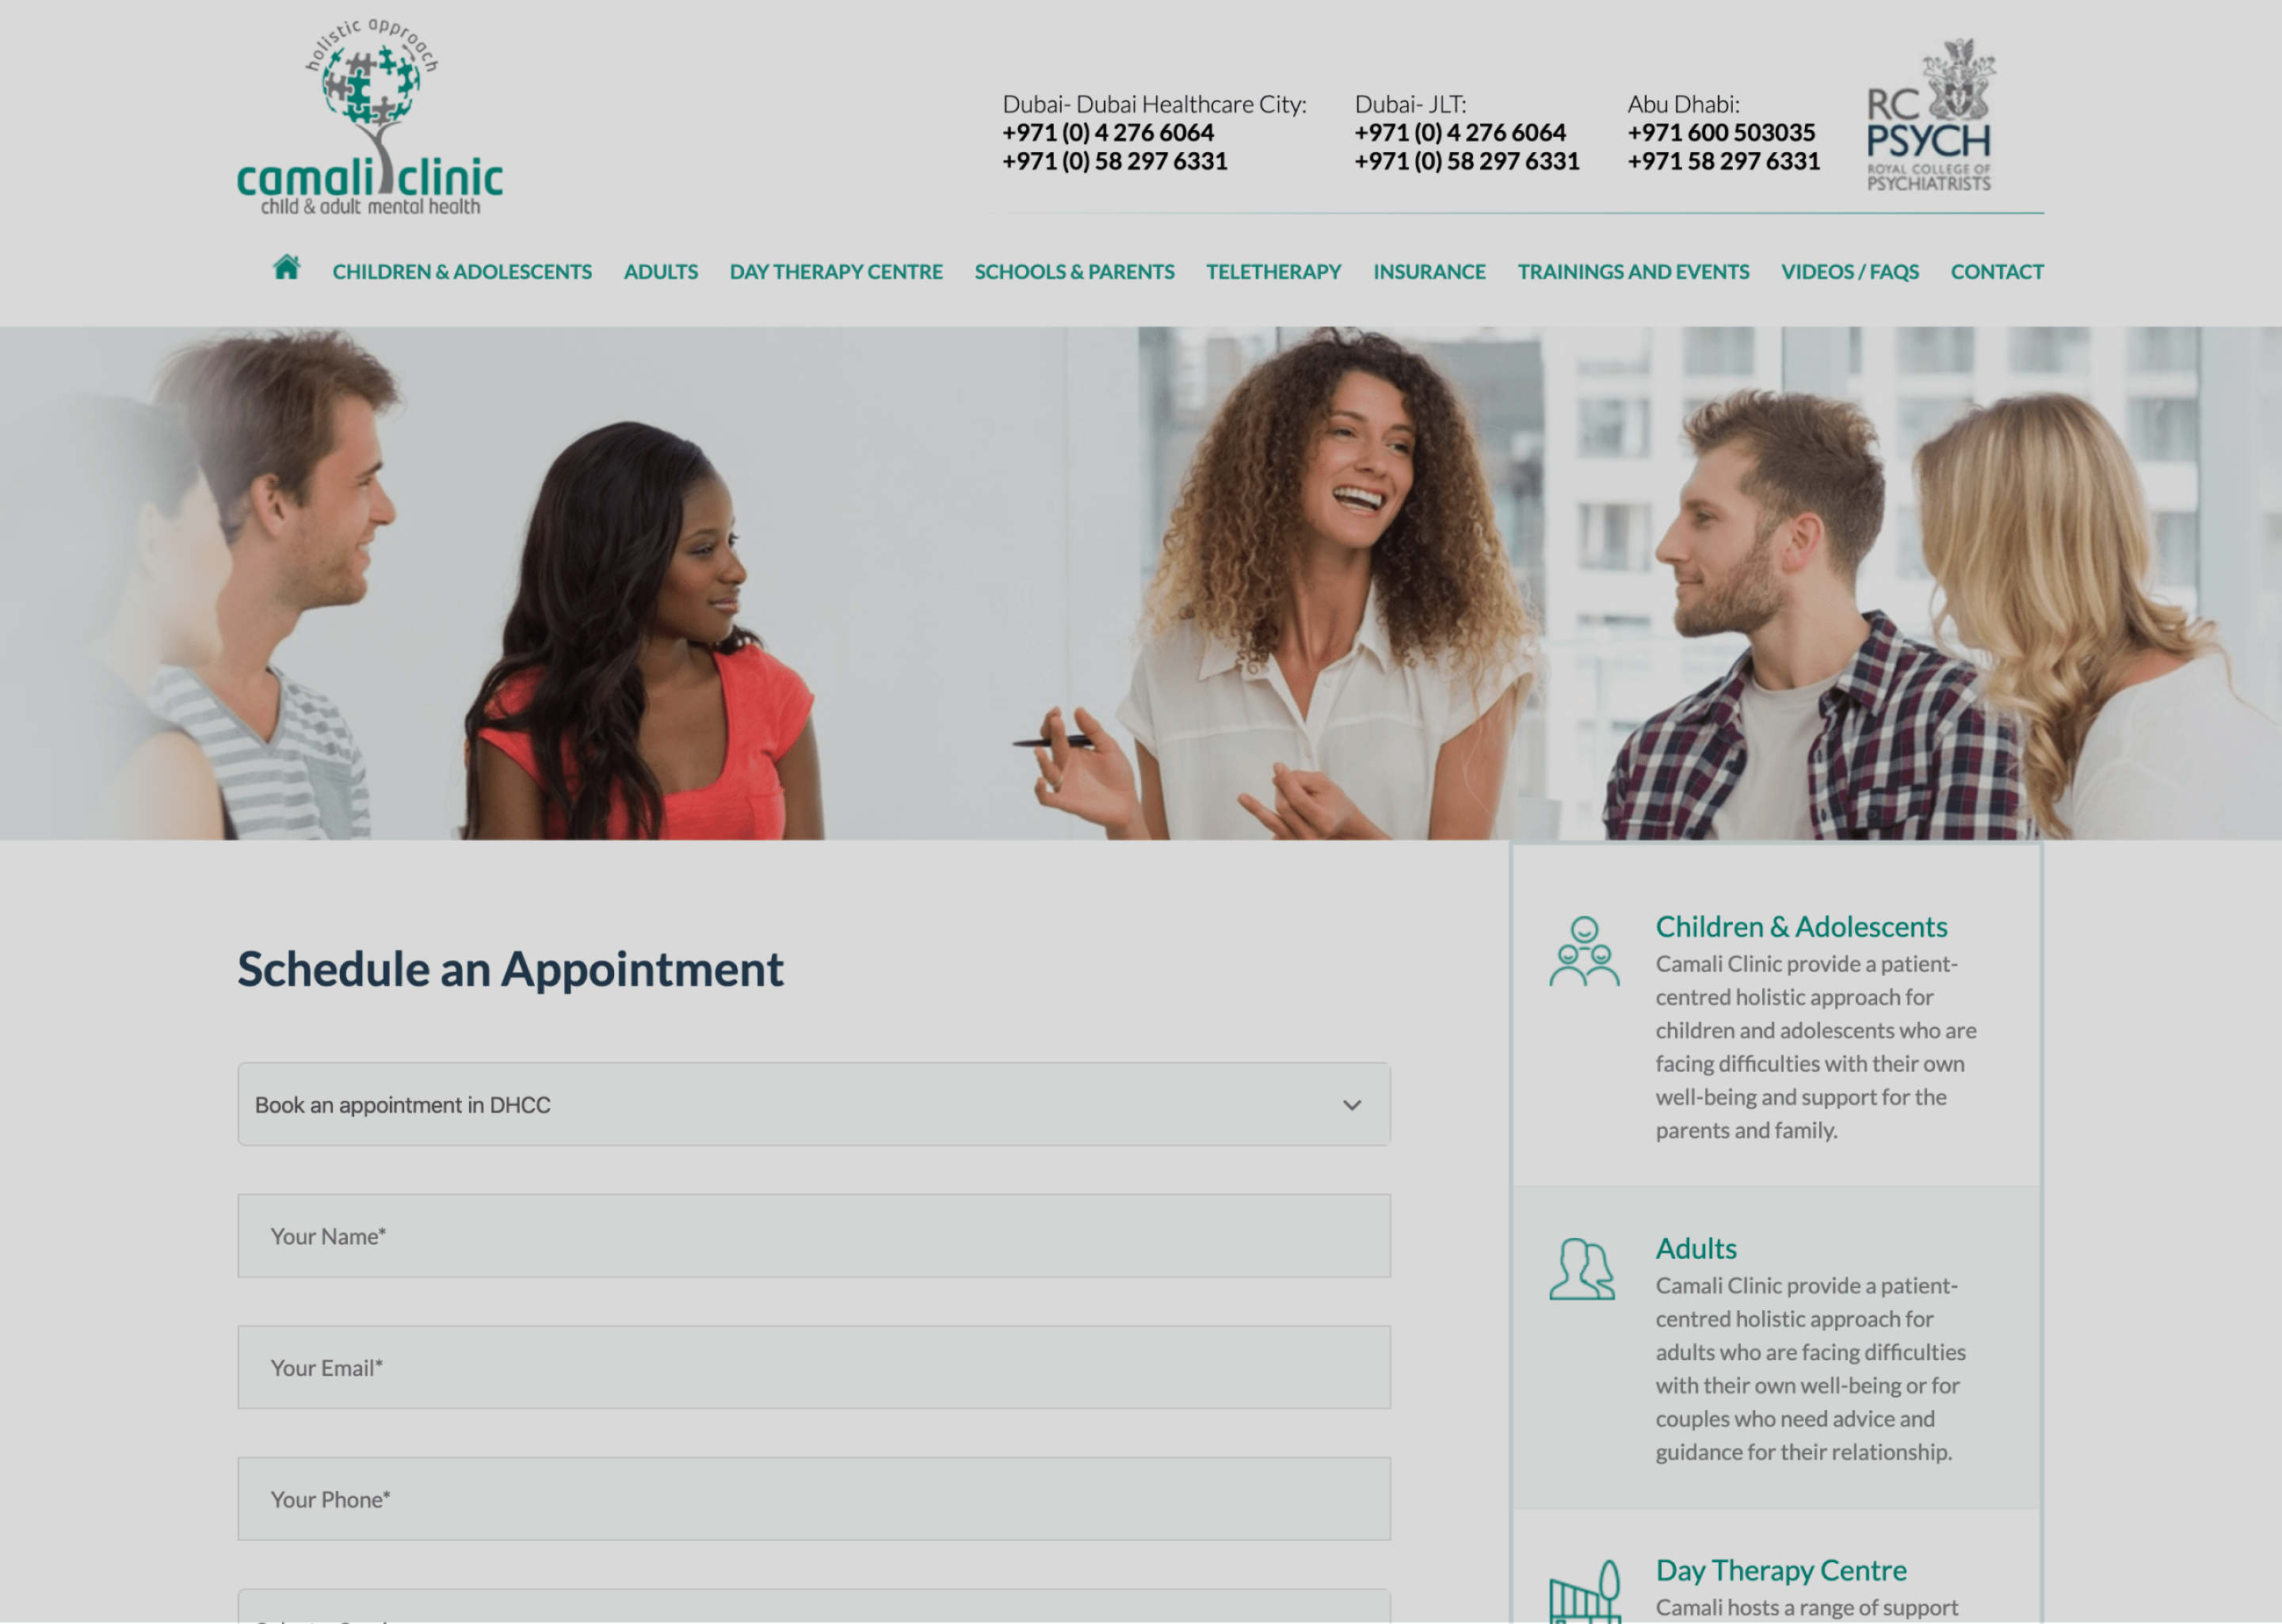 holistic approach
camali clinic
child & adult mental health
Dubai- Dubai Healthcare City:
+971 (0) 4 276 6064
+971 (0) 58 297 6331
Dubai- JLT:
+971 (0) 4 276 6064
+971 (0) 58 297 6331
Abu Dhabi:
+971 600 503035
+971 58 297 6331
RC
PSYCH
ROYAL COLLEGE OF
PSYCHIATRISTS
CHILDREN & ADOLESCENTS ADULTS DAY THERAPY CENTRE SCHOOLS & PARENTS TELETHERAPY INSURANCE TRAININGS AND EVENTS VIDEOS / FAQS CONTACT
Schedule an Appointment
Book an appointment in DHCC
Your Name*
Your Email*
Your Phone*
Children & Adolescents
Camali Clinic provide a patient-
centred holistic approach for
children and adolescents who are
facing difficulties with their own
well-being and support for the
parents and family.
Adults
Camali Clinic provide a patient-
centred holistic approach for
adults who are facing difficulties
with their own well-being or for
couples who need advice and
guidance for their relationship.
Day Therapy Centre
Camali hosts a range of support